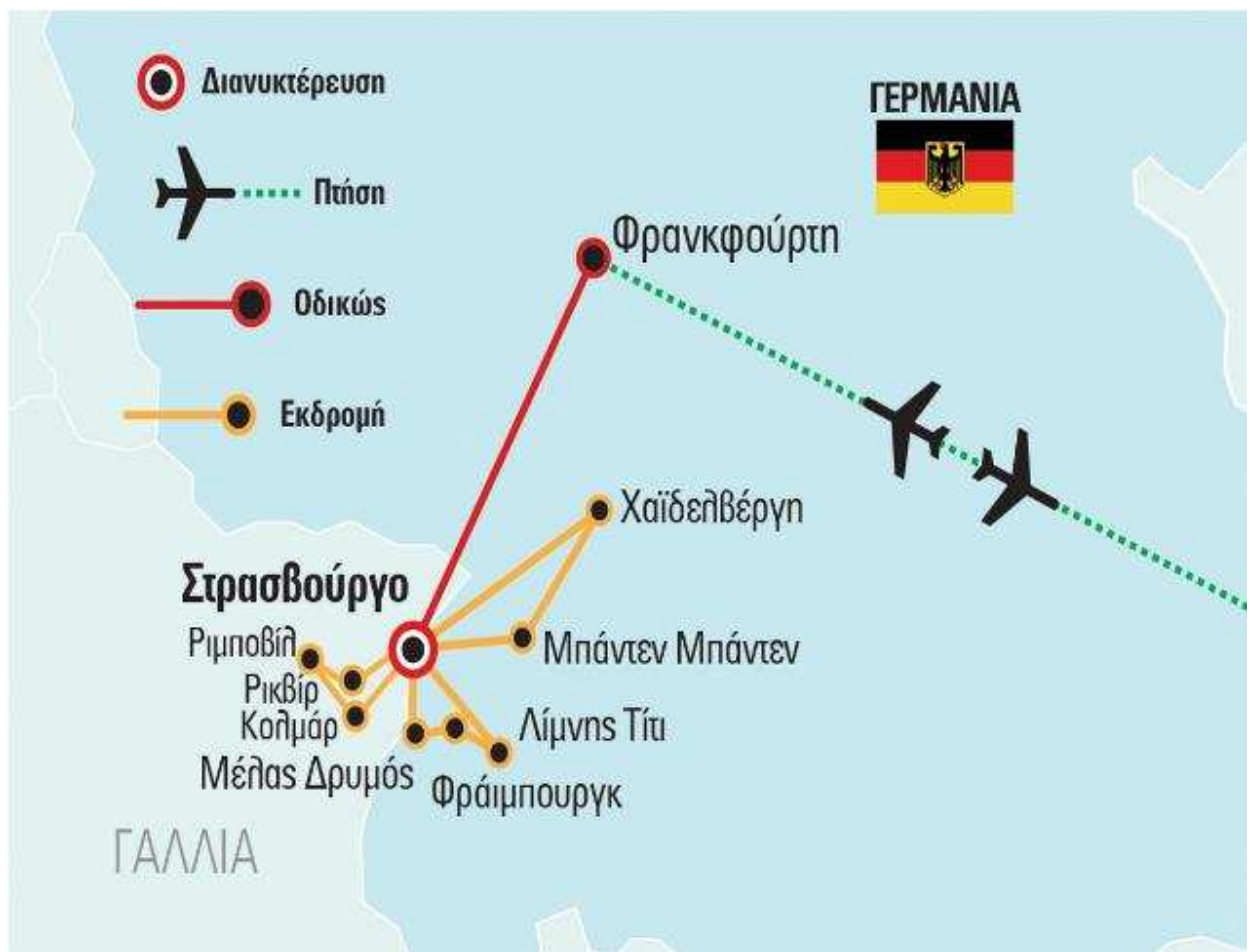 Διανυκτέρευση
ΓΕΡΜΑΝΙΑ
Πτήση
Φρανκφούρτη
Οδικώς
Εκδρομή
Χαϊδελβέργη
Στρασβούργο
Ριμποβίλ
Μπάντεν Μπάντεν
Ρικβίρ
Κολμάρ
Λίμνης Τίτι
Μέλας Δρυμός
Φράιμπουργκ
ΓΑΛΛΙΑ